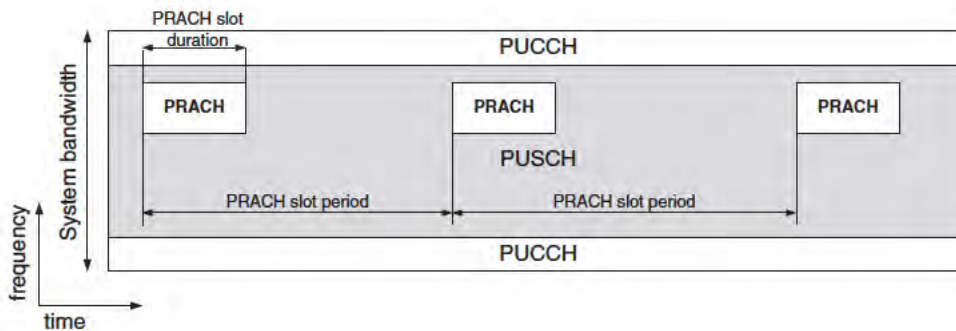 PRACH slot
duration
PUCCH
PRACH
PRACH
PRACH
PUSCH
PRACH slot period
PRACH slot period
PUCCH
System bandwidth
frequency
time